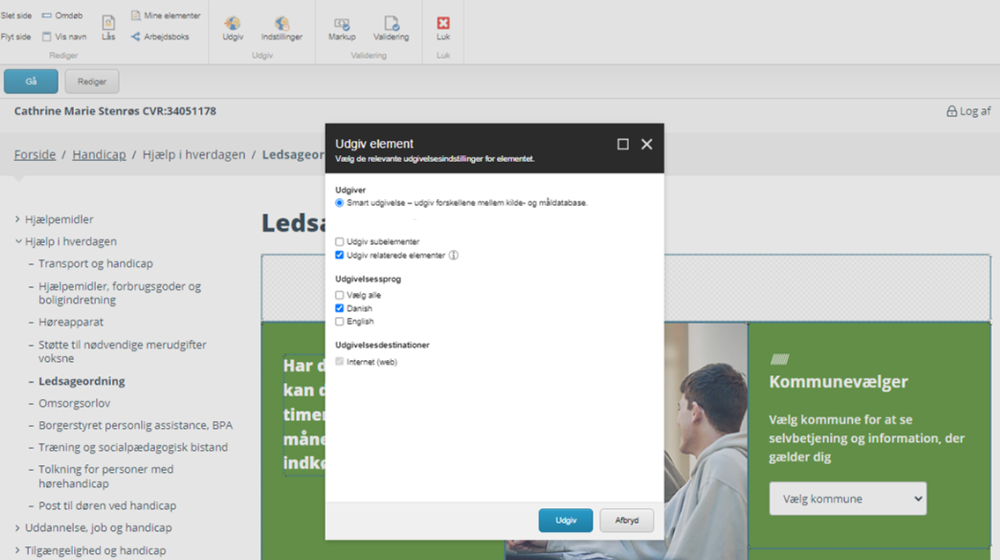 Slet side Omdøb Mine elementer
Flyt side Vis navn Lås Arbejdsboks Udgiv Indstillinger Markup Validering Luk
Rediger Udgiv Validering Luk
Gå Rediger
Cathrine Marie Stenrøs CVR:34051178 Log af
Forside / Handicap / Hjælp i hverdagen / Ledsageor
Udgiv element
Vælg de relevante udgivelsesindstillinger for elementet.
Udgiver
Smart udgivelse – udgiv forskellene mellem kilde- og måldatabase.
Udgiv subelementer
Udgiv relaterede elementer
Udgivelsessprog
Vælg alle
Danish
English
Udgivelsesdestinationer
Internet (web)
Udgiv Afbryd
Hjælpemidler
Hjælp i hverdagen
– Transport og handicap
– Hjælpemidler, forbrugsgoder og
boligindretning
– Høreapparat
– Støtte til nødvendige merudgifter
voksne
– Ledsageordning
– Omsorgsorlov
– Borgerstyret personlig assistance, BPA
– Træning og socialpædagogisk bistand
– Tolkning for personer med
hørehandicap
– Post til døren ved handicap
Uddannelse, job og handicap
Tilgængelighed og handicap
Ledsa
Har d
kan d
timer
måne
indkø
Kommunevælger
Vælg kommune for at se
selvbetjening og information, der
gælder dig
Vælg kommune